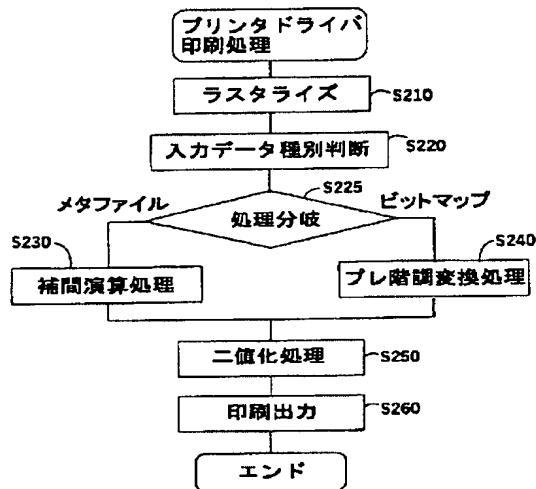 プリンタドライバ
印刷処理
ラスタライズ
S210
入力データ種別判断
S220
S225
メタファイル
処理分岐
ビットマップ
S230
補間演算処理
S240
プレ階調変換処理
二値化処理
S250
印刷出力
S260
エンド